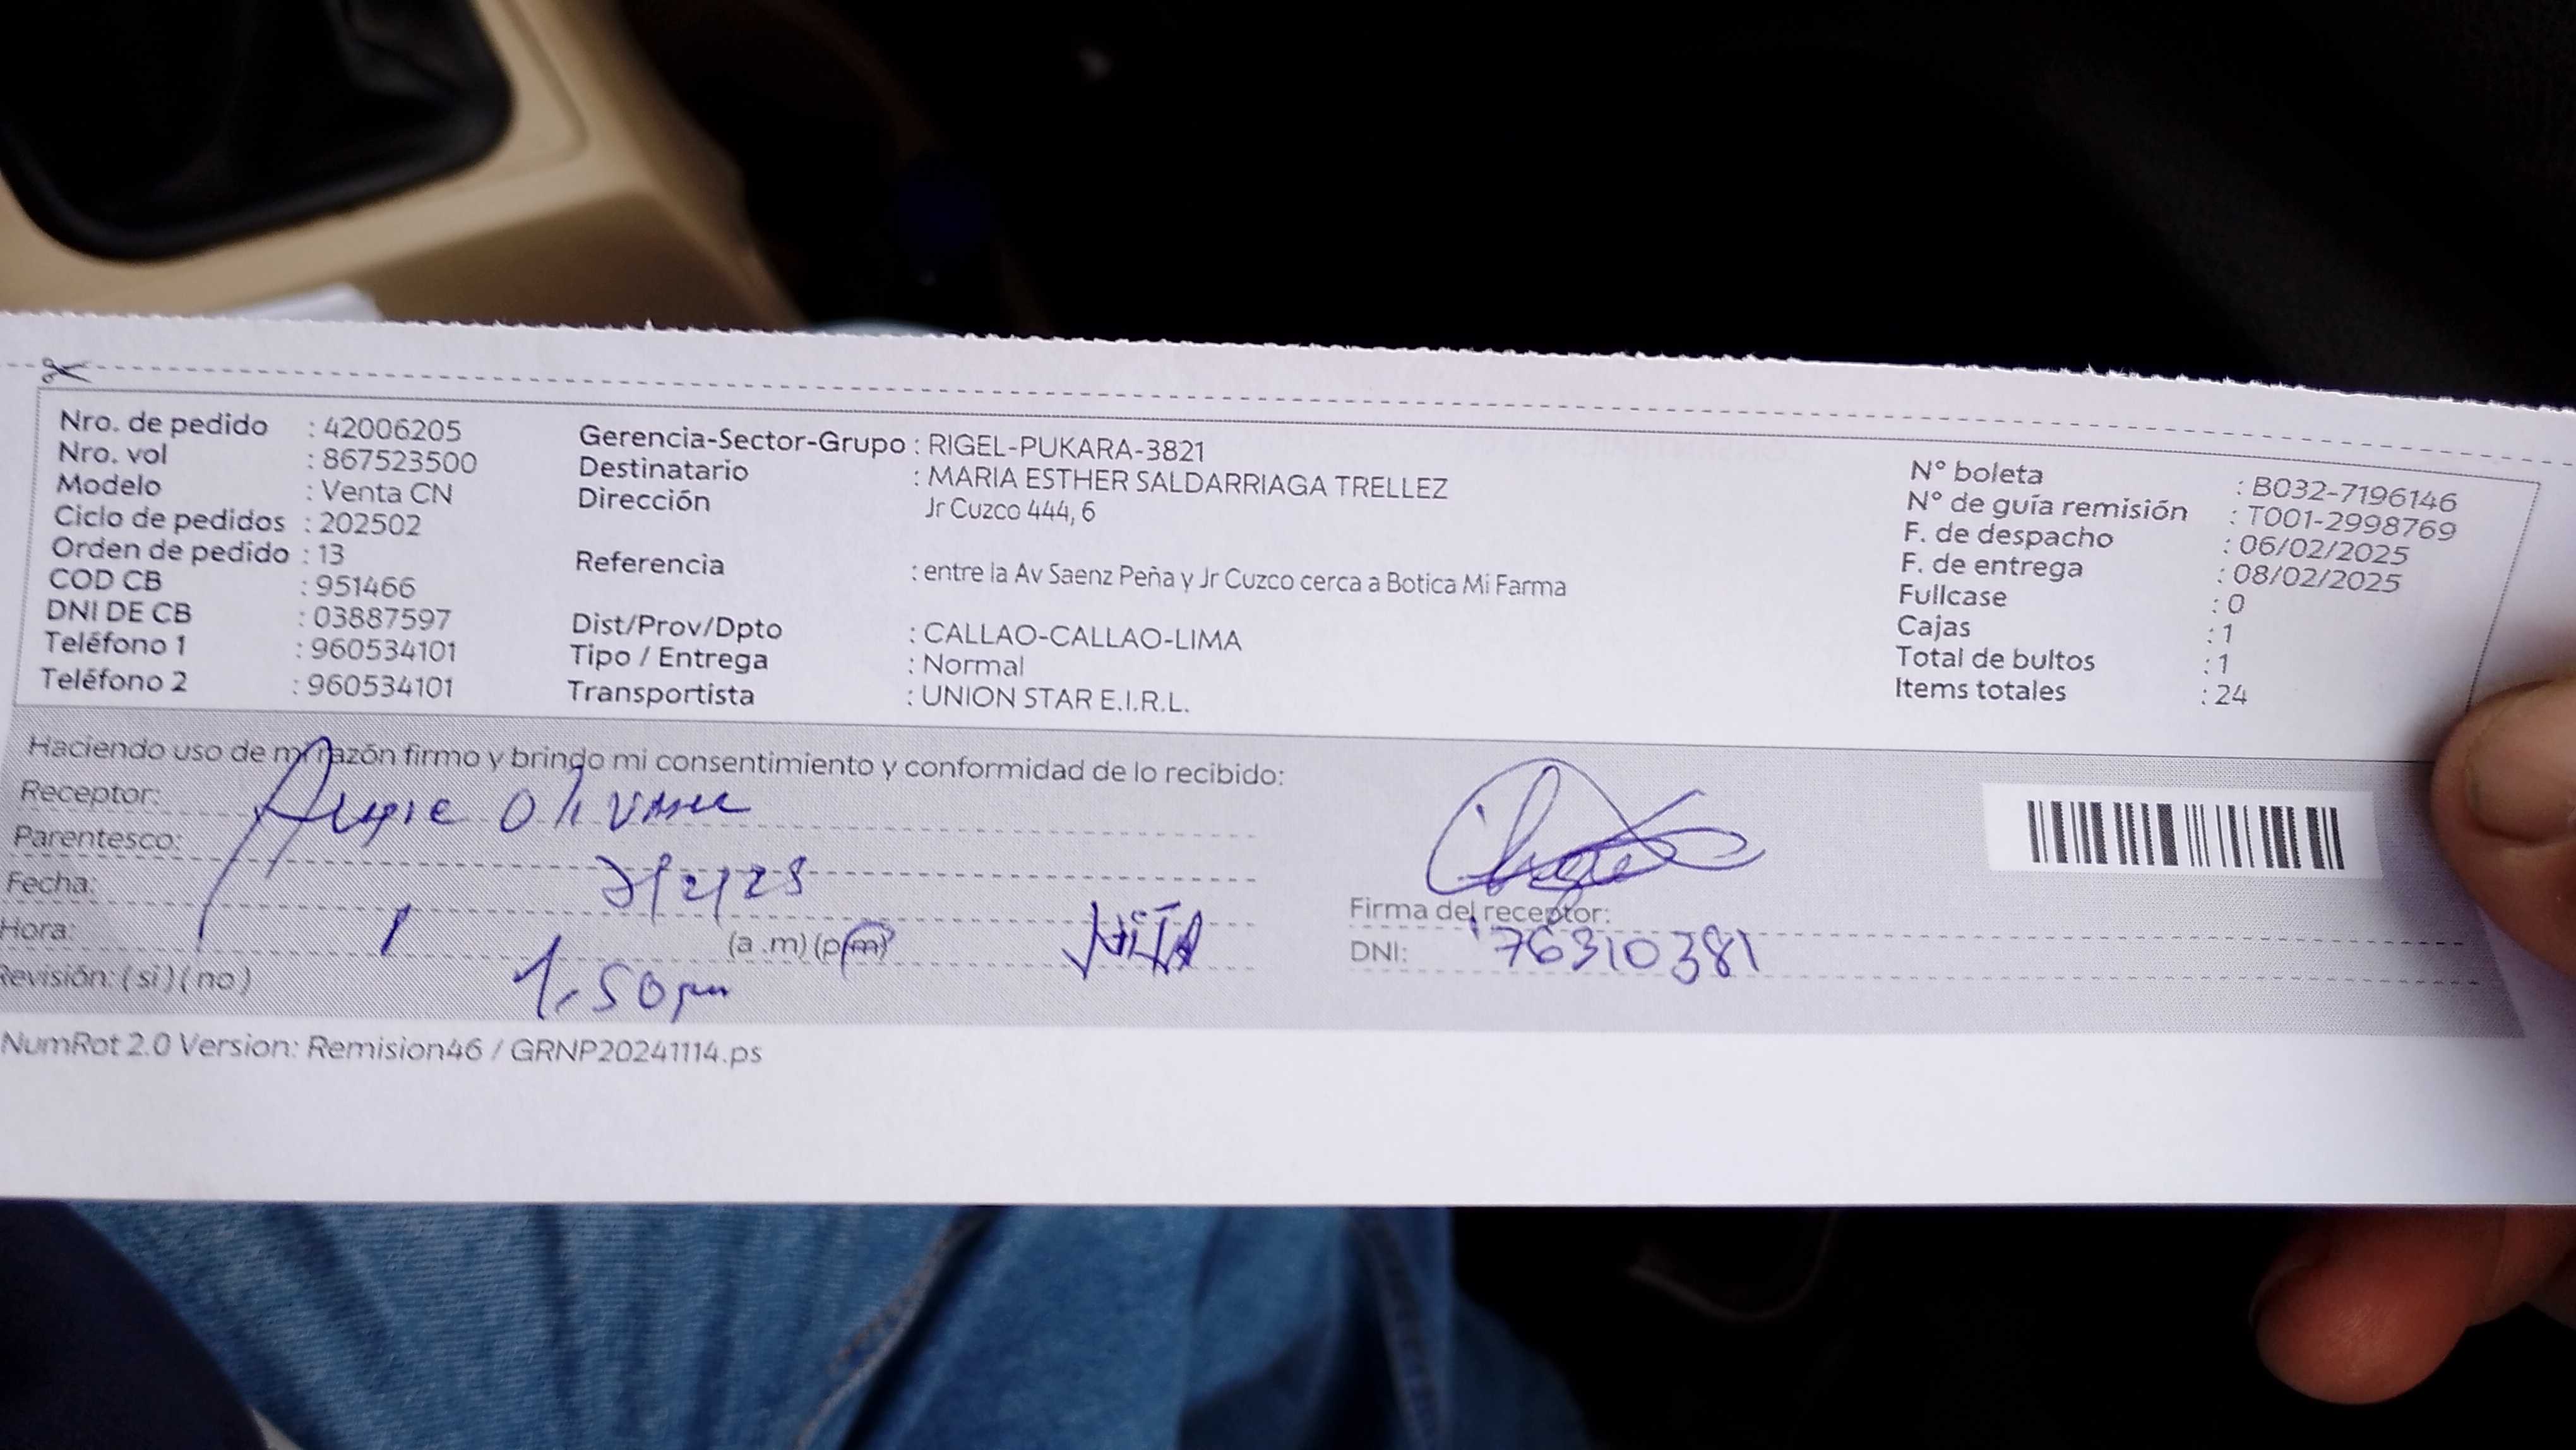 Nro. de pedido : 42006205
Nro. vol : 867523500
Modelo : Venta CN
Ciclo de pedidos : 202502
Orden de pedido : 13
COD CB : 951466
DNI DE CB : 03887597
Teléfono 1 : 960534101
Teléfono 2 : 960534101
Gerencia-Sector-Grupo : RIGEL-PUKARA-3821
Destinatario : MARIA ESTHER SALDARRIAGA TRELLEZ
Dirección Jr Cuzco 444, 6
Referencia : entre la Av Saenz Peña y Jr Cuzco cerca a Botica Mi Farma
Dist/Prov/Dpto : CALLAO-CALLAO-LIMA
Tipo / Entrega : Normal
Transportista : UNION STAR E.I.R.L.
N° boleta : B032-7196146
N° de guía remisión : T001-2998769
F. de despacho : 06/02/2025
F. de entrega : 08/02/2025
Fullcase : 0
Cajas : 1
Total de bultos : 1
Items totales : 24
Haciendo uso de mi razón firmo y brindo mi consentimiento y conformidad de lo recibido:
Receptor: Angie
Parentesco:
Fecha:
Hora: (a .m) (p.m)
1.50 pm
Revisión: ( si ) ( no )
Firma del receptor:
DNI: 76310381
NumRot 2.0 Version: Remision46 / GRNP20241114.ps